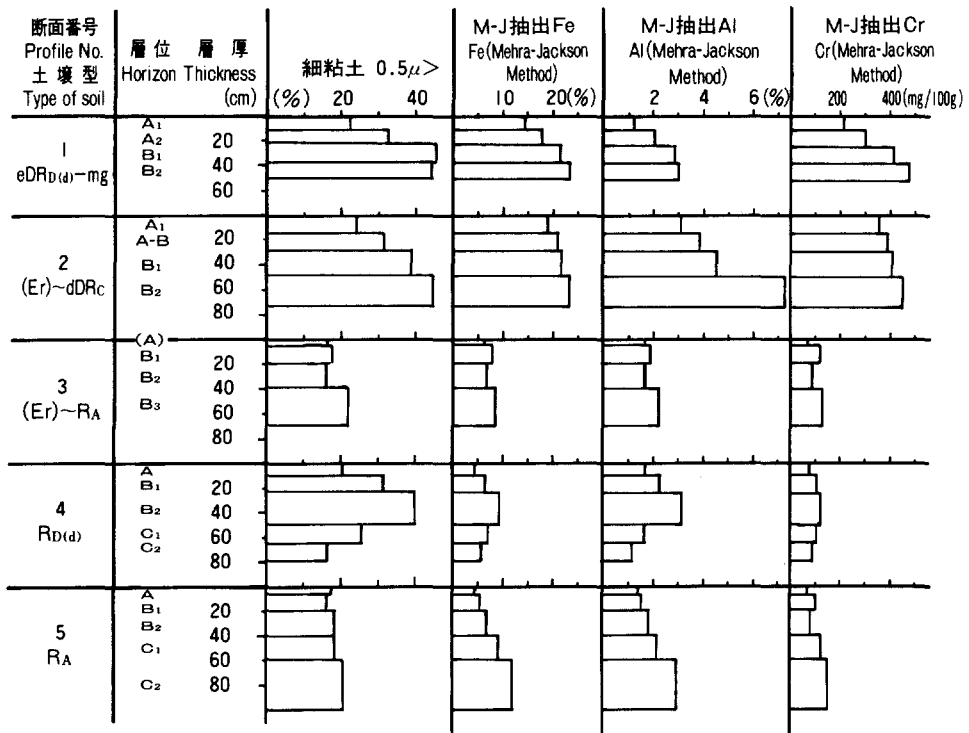 断面番号
Profile No.
土壌型
Type of soil
層位 層厚
Horizon Thickness
(cm)
細粘土 0.5μ>
(%) 20 40
M-J抽出Fe
Fe(Mehra-Jackson
Method)
10 20(%)
M-J抽出Al
Al(Mehra-Jackson
Method)
2 4 6(%)
M-J抽出Cr
Cr(Mehra-Jackson
Method)
200 400(mg/100g)
1
eDRD(d)-mg
A1
A2
B1
B2
20
40
60
2
(Er)~dDRC
A1
A-B
B1
B2
20
40
60
80
3
(Er)~RA
(A)
B1
B2
B3
20
40
60
80
4
RD(d)
A
B1
B2
C1
C2
20
40
60
80
5
RA
A
B1
B2
C1
C2
20
40
60
80